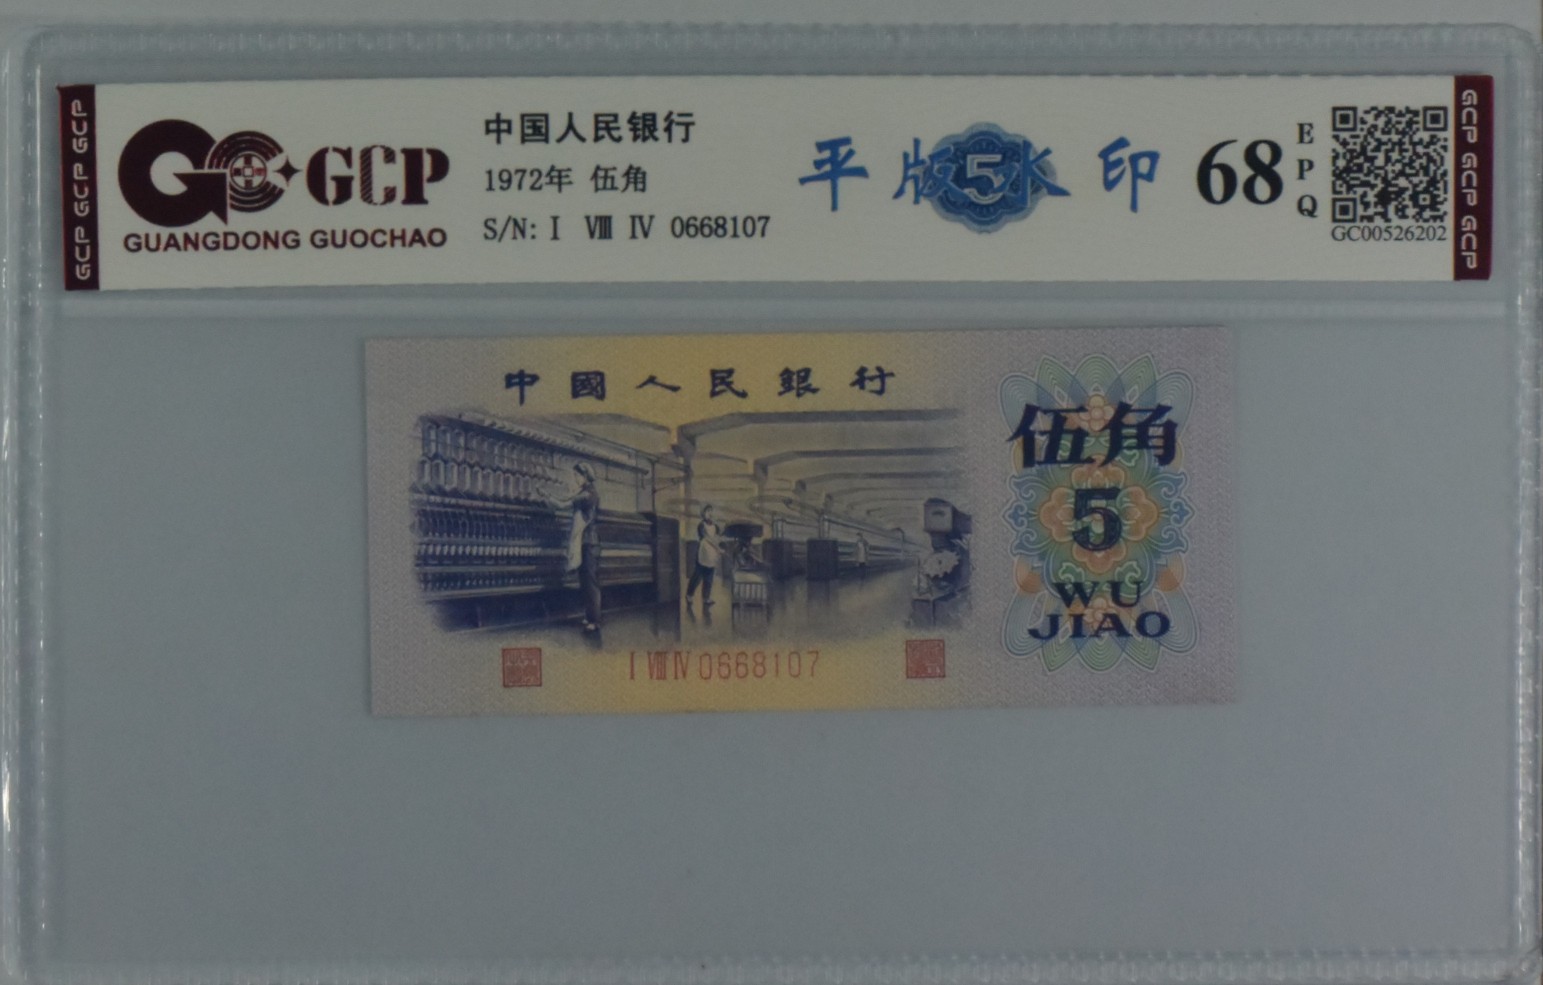 GCP GCP GCP
GCP
GUANGDONG GUOCHAO
中国人民银行
1972年 伍角
S/N: I VIII IV 0668107
平版5水印
68
EPQ
GC00526202
GCP GCP GCP
中國人民銀行
伍角
5
WU
JIAO
I VIII IV 0668107